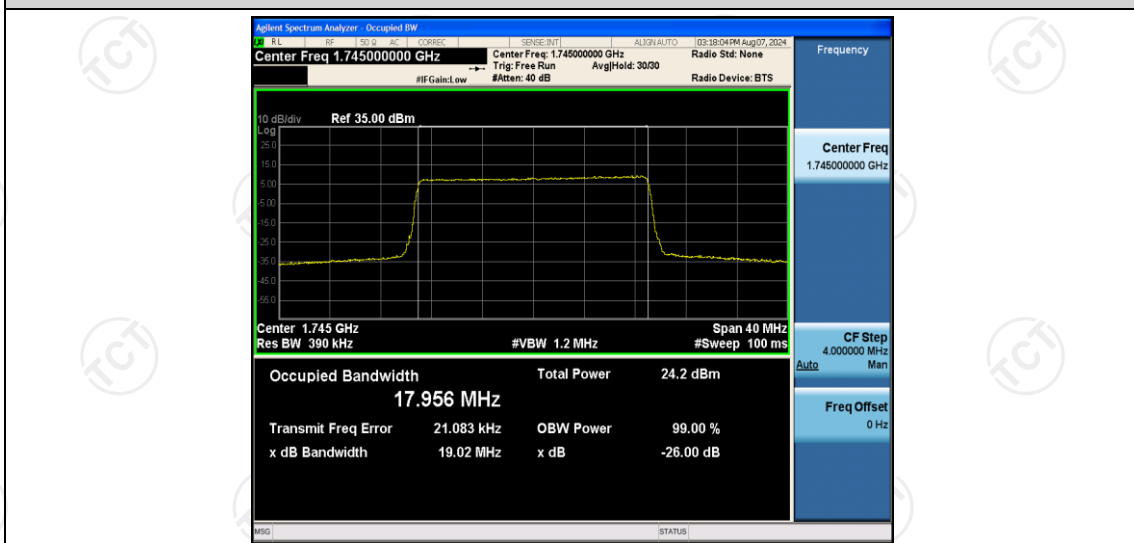 Agilent Spectrum Analyzer - Occupied BW
RL RF 50 Ω AC CORREC SENSE:INT ALIGN AUTO 03:18:04 PM Aug 07, 2024
Center Freq 1.745000000 GHz Center Freq: 1.745000000 GHz Radio Std: None
Trig: Free Run Avg|Hold: 30/30
#IFGain:Low #Atten: 40 dB Radio Device: BTS
Frequency
10 dB/div Ref 35.00 dBm
Log
25.0
15.0
5.00
-5.00
-15.0
-25.0
-35.0
-45.0
-55.0
Center Freq
1.745000000 GHz
Center 1.745 GHz Span 40 MHz
Res BW 390 kHz #VBW 1.2 MHz #Sweep 100 ms
CF Step
4.000000 MHz
Auto Man
Occupied Bandwidth Total Power 24.2 dBm
17.956 MHz
Transmit Freq Error 21.083 kHz OBW Power 99.00 %
x dB Bandwidth 19.02 MHz x dB -26.00 dB
Freq Offset
0 Hz
MSG STATUS
TCT
TCT
TCT
TCT